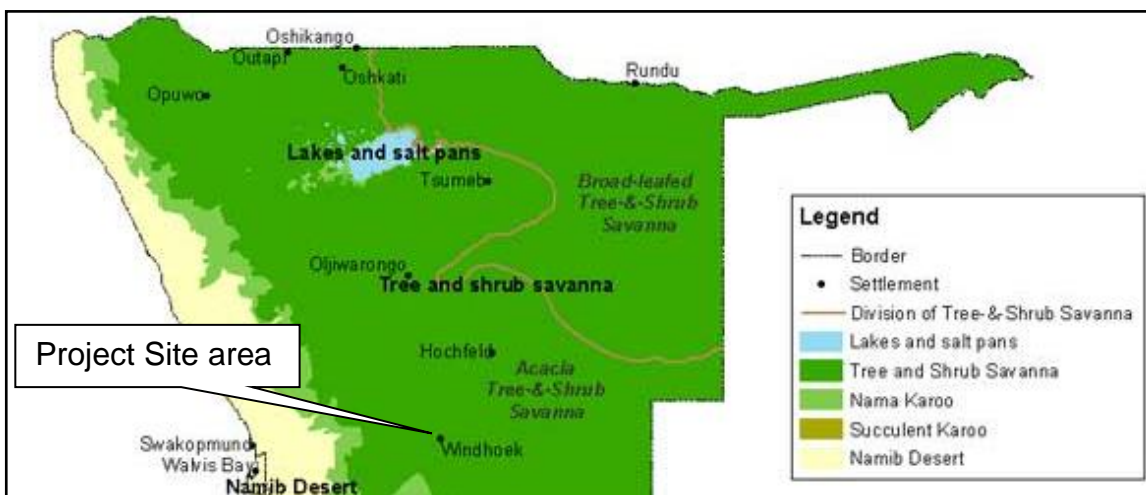 Oshikango
Outapi
Oshkati
Rundu
Opuwo
Lakes and salt pans
Tsumeb
Broad-leafed
Tree-&-Shrub
Savanna
Oljiwarongo
Tree and shrub savanna
Project Site area
Hochfeld
Acacia
Tree-&-Shrub
Savanna
Swakopmund
Windhoek
Walvis Bay
Namib Desert
Legend
Border
Settlement
Division of Tree-&-Shrub Savanna
Lakes and salt pans
Tree and Shrub Savanna
Nama Karoo
Succulent Karoo
Namib Desert